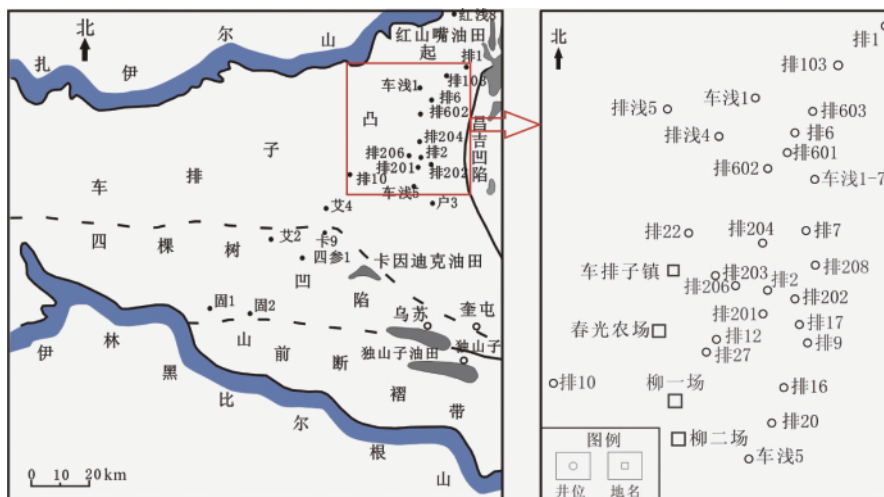 北
扎伊尔山
红浅3
红山嘴油田
车排子凸起
排1
排103
车浅1
排6
排602
排204
排206
排2
排201
排202
排10
车浅5
户3
昌吉凹陷
艾4
艾2
卡9
四参1
四棵树凹陷
卡因迪克油田
固1
固2
乌苏
奎屯
独山子油田
独山子
山前断褶带
伊林黑比尔根山
0 10 20km
北
排1
排103
车浅1
排浅5
排603
排浅4
排6
排601
排602
车浅1-7
排22
排204
排7
车排子镇
排203
排208
排206
排2
排202
排201
春光农场
排12
排17
排9
排27
排10
柳一场
排16
排20
柳二场
车浅5
图例
井位
地名